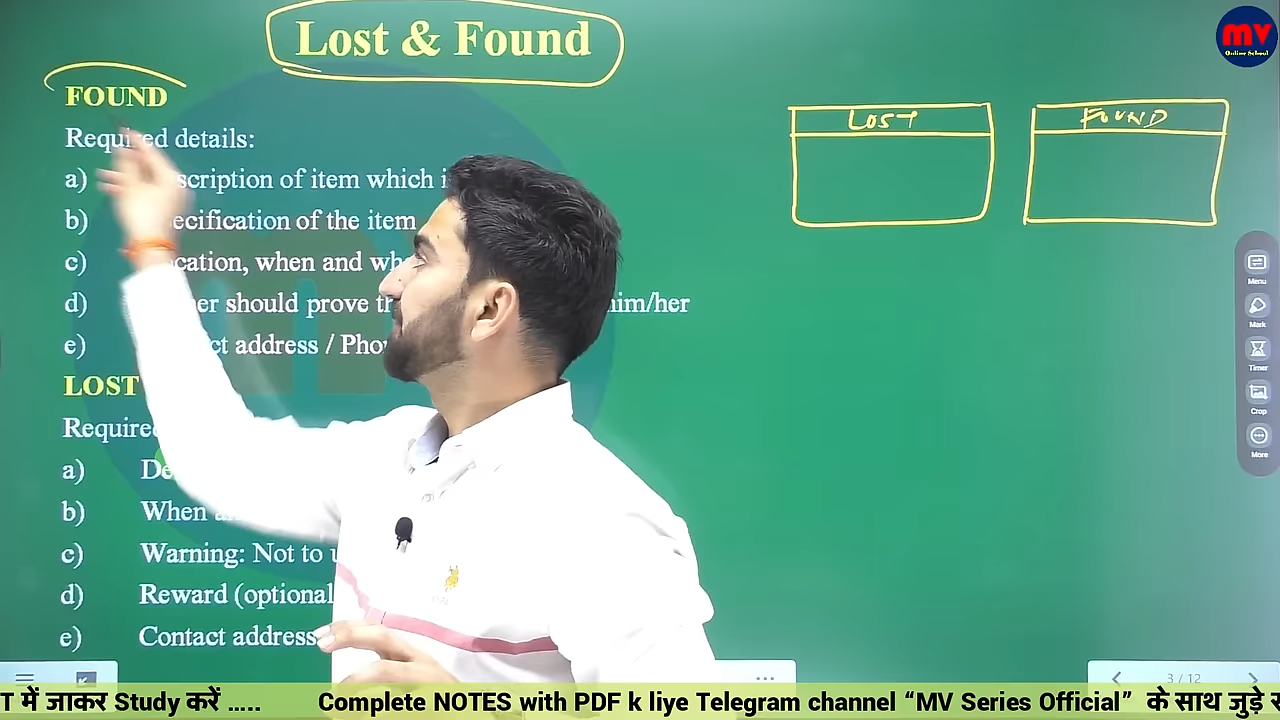 Lost & Found
mv
Online School
FOUND
LOST
FOUND
Required details:
a) scription of item which
b) ecification of the item
c) cation, when and wh
d) er should prove im/her
e) ct address / Pho
LOST
Require
a) De
b) When
c) Warning: Not to
d) Reward (optional
e) Contact address
Menu
Mark
Timer
Crop
More
3 / 12
T में जाकर Study करें ..... Complete NOTES with PDF k liye Telegram channel “MV Series Official” के साथ जुड़े